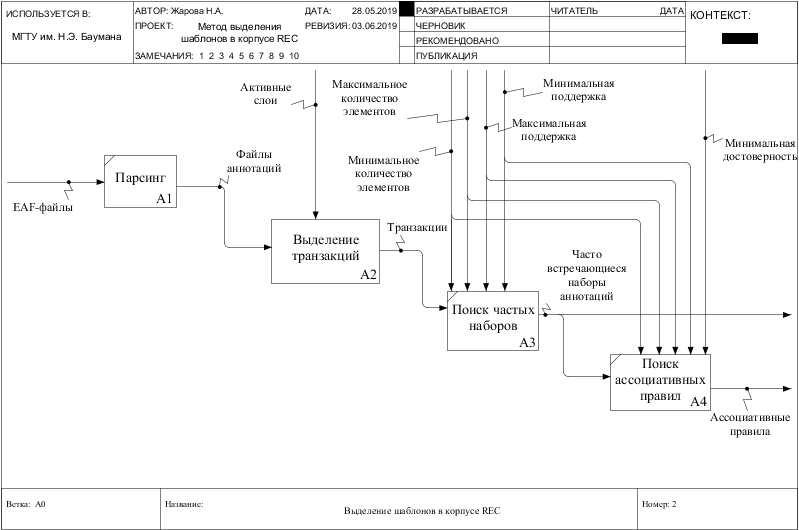 ИСПОЛЬЗУЕТСЯ В:
МГТУ им. Н.Э. Баумана
АВТОР: Жарова Н.А.
ДАТА: 28.05.2019
ПРОЕКТ: Метод выделения
шаблонов в корпусе REC
РЕВИЗИЯ: 03.06.2019
ЗАМЕЧАНИЯ: 1 2 3 4 5 6 7 8 9 10
РАЗРАБАТЫВАЕТСЯ
ЧЕРНОВИК
РЕКОМЕНДОВАНО
ПУБЛИКАЦИЯ
ЧИТАТЕЛЬ
ДАТА
КОНТЕКСТ:
Активные
слои
Максимальное
количество
элементов
Минимальная
поддержка
Максимальная
поддержка
Минимальное
количество
элементов
Минимальная
достоверность
Файлы
аннотаций
Парсинг
A1
EAF-файлы
Выделение
транзакций
A2
Транзакции
Часто
встречающиеся
наборы
аннотаций
Поиск частых
наборов
A3
Поиск
ассоциативных
правил
A4
Ассоциативные
правила
Ветка: A0
Название:
Выделение шаблонов в корпусе REC
Номер: 2